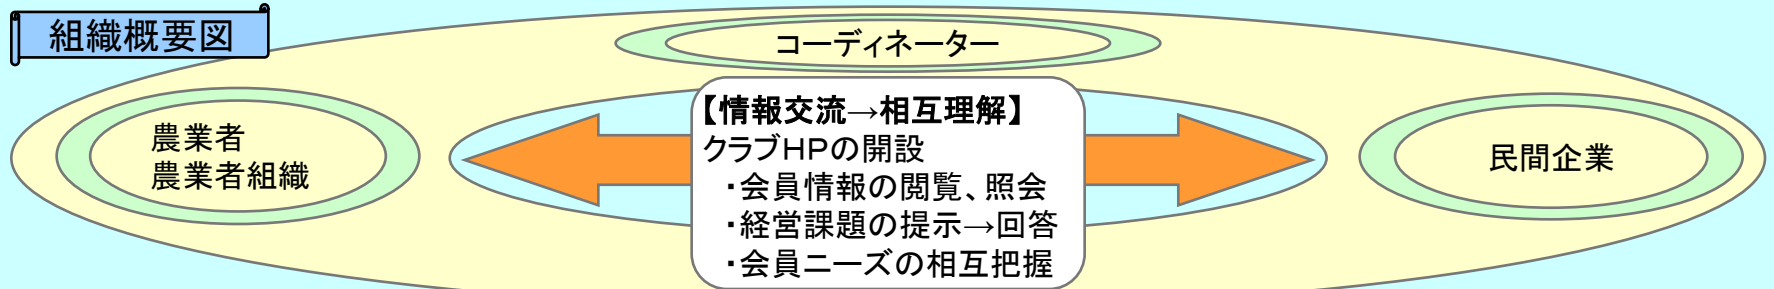 組織概要図
コーディネーター
農業者
農業者組織
【情報交流→相互理解】
クラブHPの開設
・会員情報の閲覧、照会
・経営課題の提示→回答
・会員ニーズの相互把握
民間企業